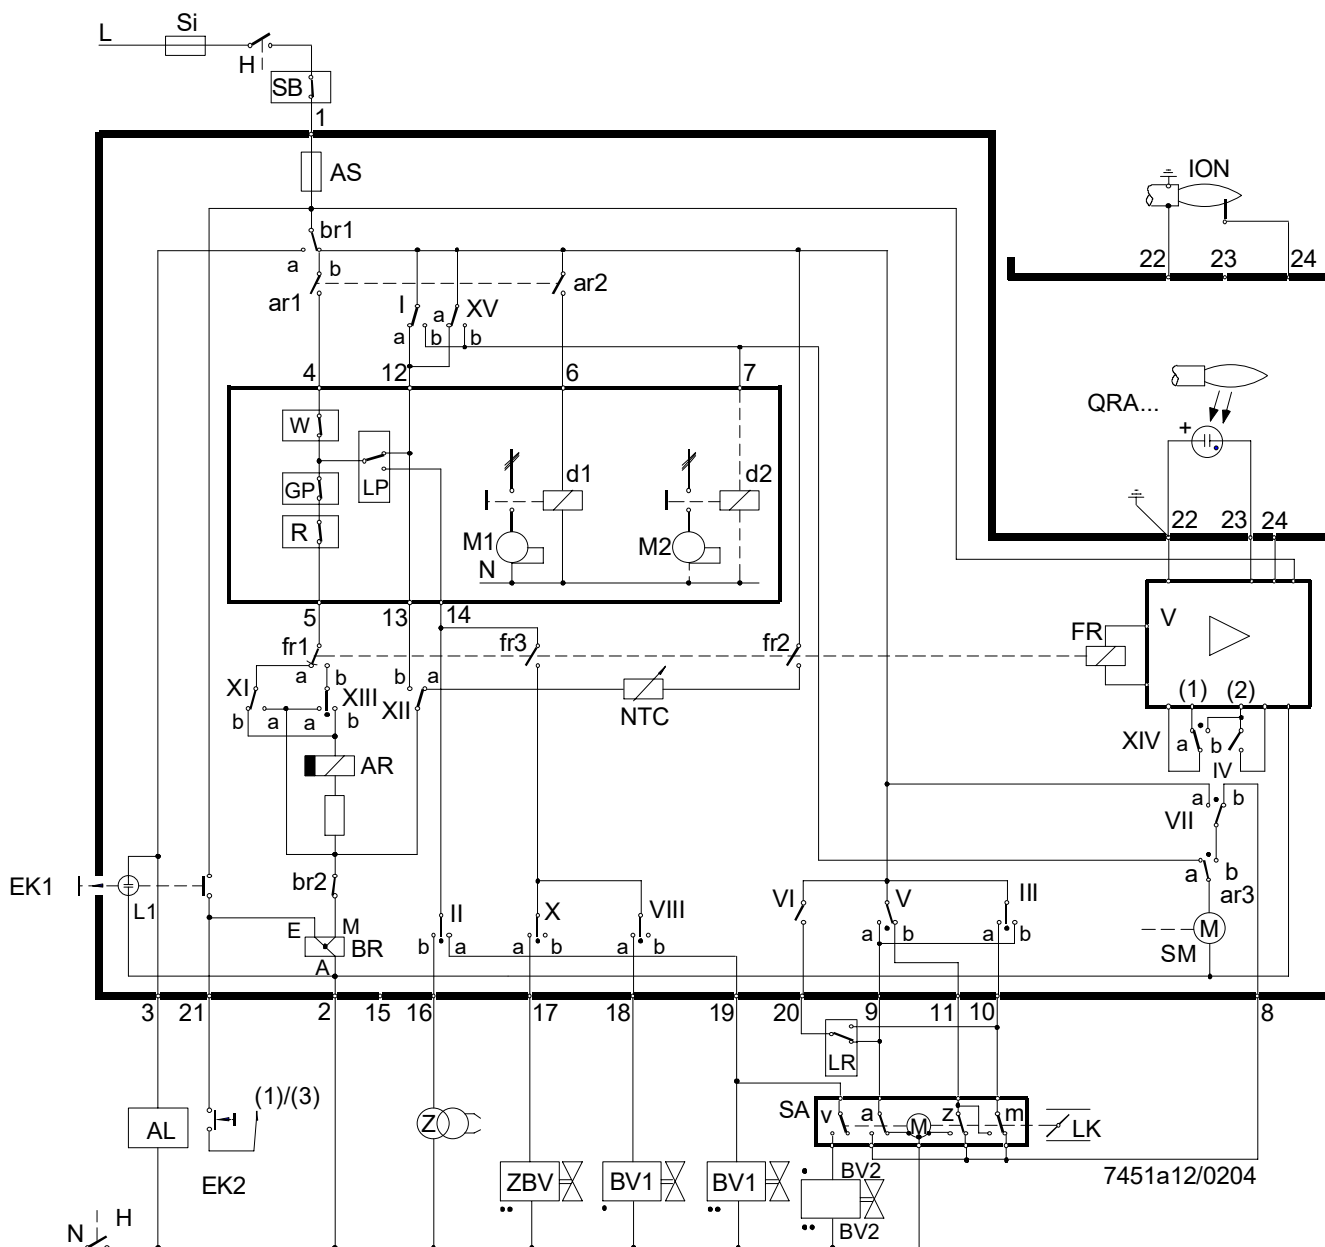 L
Si
H
SB
1
AS
ION
br1
22
23
24
a
b
ar1
ar2
I
a
XV
a
b
b
4
12
6
7
QRA...
+
W
LP
GP
d1
d2
R
M1
M2
N
22
23
24
5
13
14
V
FR
fr1
fr3
fr2
a
b
b
a
XI
XIII
XII
NTC
(1)
(2)
b
a
a
b
XIV
a
b
AR
IV
a
b
VII
EK1
br2
a
b
ar3
L1
E
M
BR
A
II
X
VIII
VI
V
III
M
b
a
a
b
a
b
a
b
a
b
SM
3
21
2
15
16
17
18
19
20
9
11
10
8
LR
(1)/(3)
SA
v
a
M
z
m
LK
AL
Z
EK2
ZBV
BV1
BV1
BV2
BV2
7451a12/0204
N
H